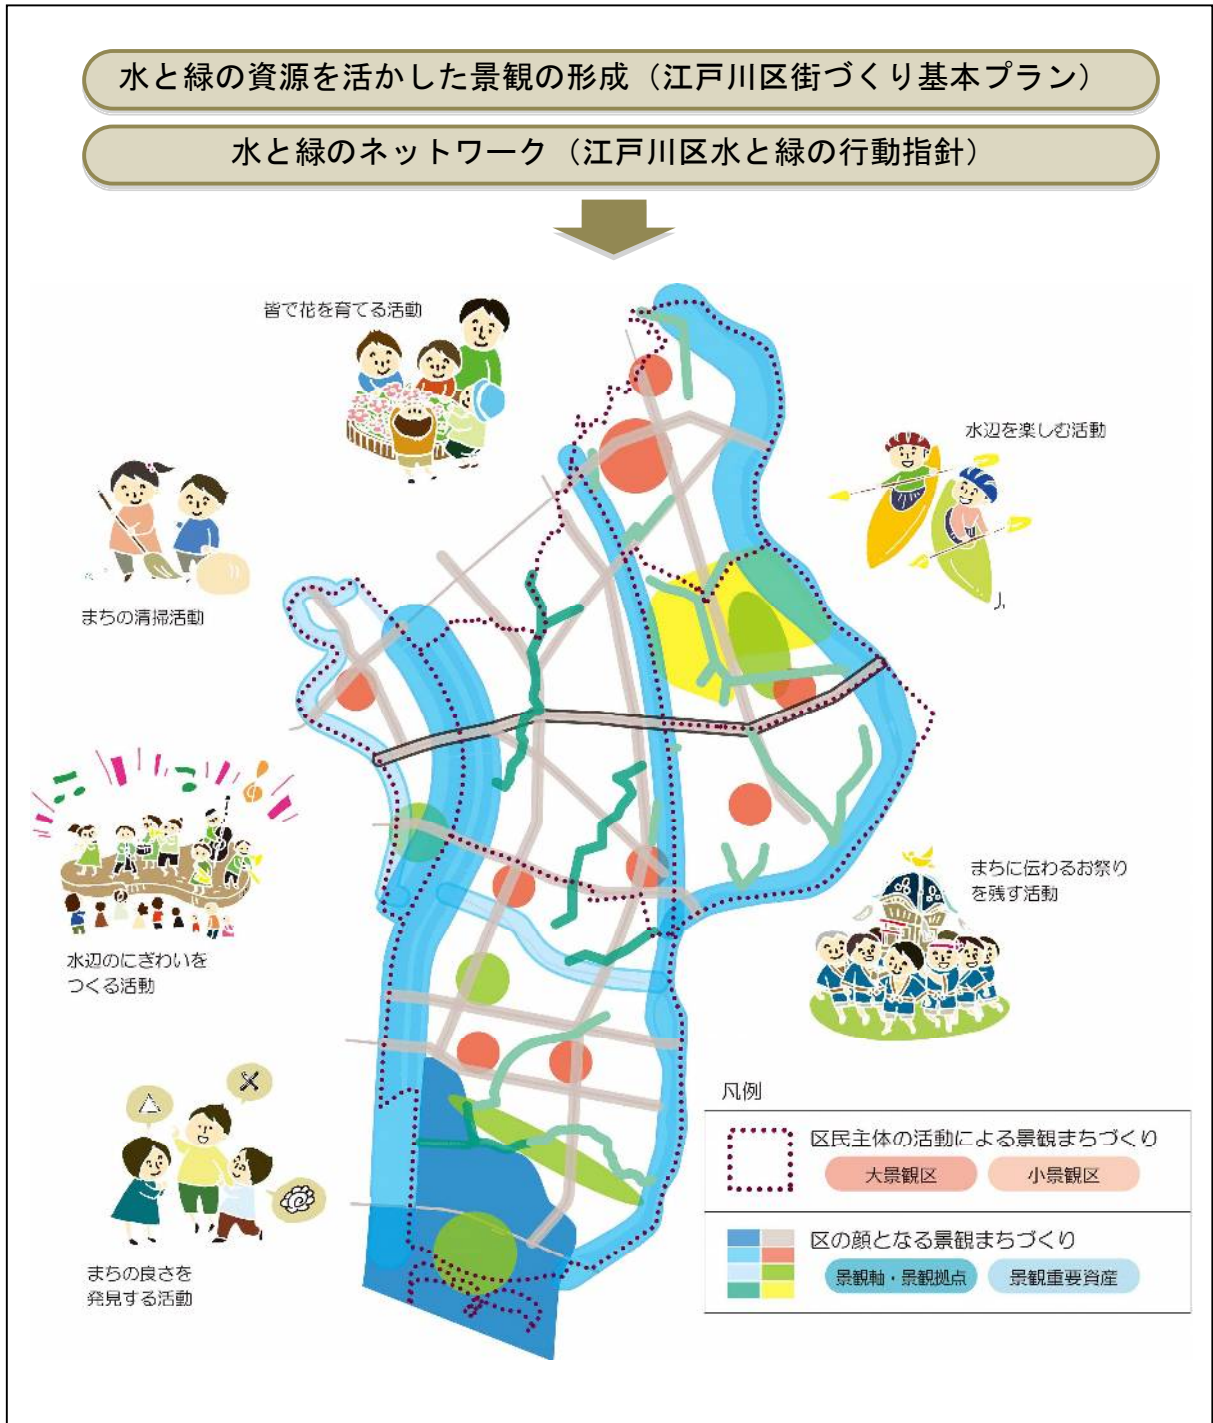 水と緑の資源を活かした景観の形成（江戸川区街づくり基本プラン）
水と緑のネットワーク（江戸川区水と緑の行動指針）
皆で花を育てる活動
水辺を楽しむ活動
まちの清掃活動
まちに伝わるお祭り
を残す活動
水辺のにぎわいを
つくる活動
まちの良さを
発見する活動
凡例
区民主体の活動による景観まちづくり
大景観区
小景観区
区の顔となる景観まちづくり
景観軸・景観拠点
景観重要資産